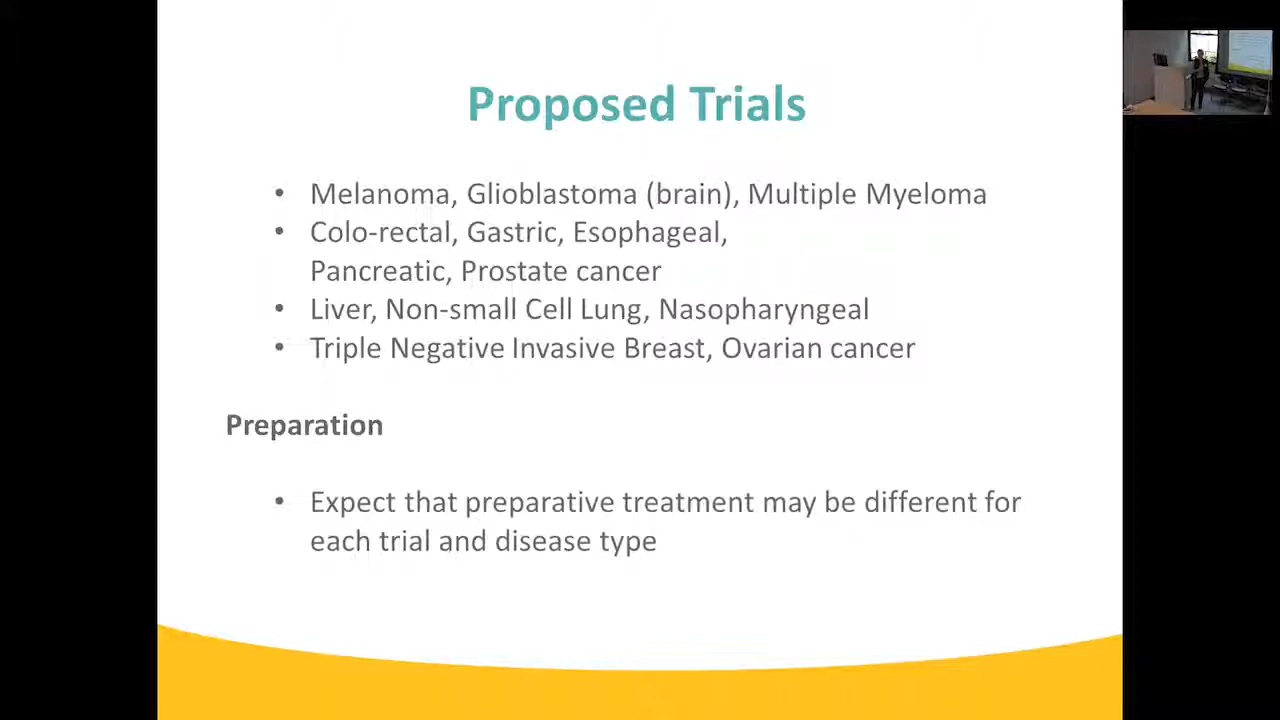 Proposed Trials
• Melanoma, Glioblastoma (brain), Multiple Myeloma
• Colo-rectal, Gastric, Esophageal,
Pancreatic, Prostate cancer
• Liver, Non-small Cell Lung, Nasopharyngeal
• Triple Negative Invasive Breast, Ovarian cancer
Preparation
• Expect that preparative treatment may be different for
each trial and disease type